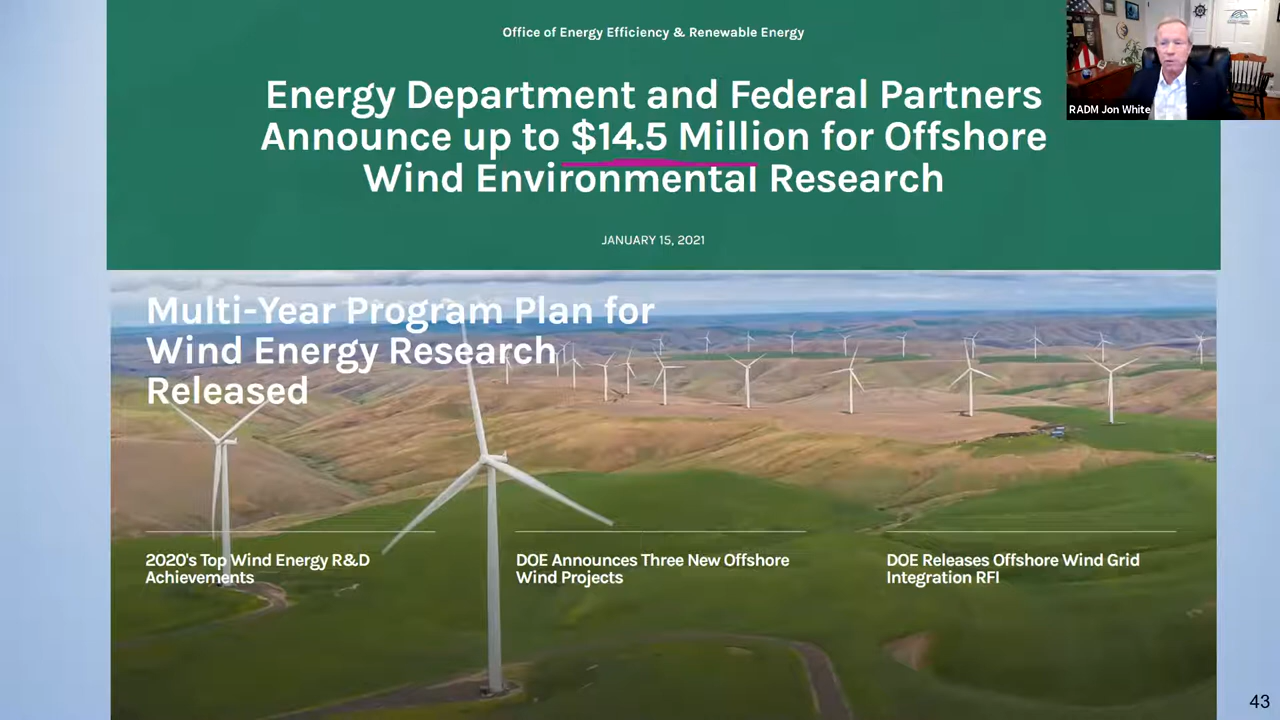 Office of Energy Efficiency & Renewable Energy
Energy Department and Federal Partners
Announce up to $14.5 Million for Offshore
Wind Environmental Research
JANUARY 15, 2021
RADM Jon White
Multi-Year Program Plan for
Wind Energy Research
Released
2020's Top Wind Energy R&D
Achievements
DOE Announces Three New Offshore
Wind Projects
DOE Releases Offshore Wind Grid
Integration RFI
43